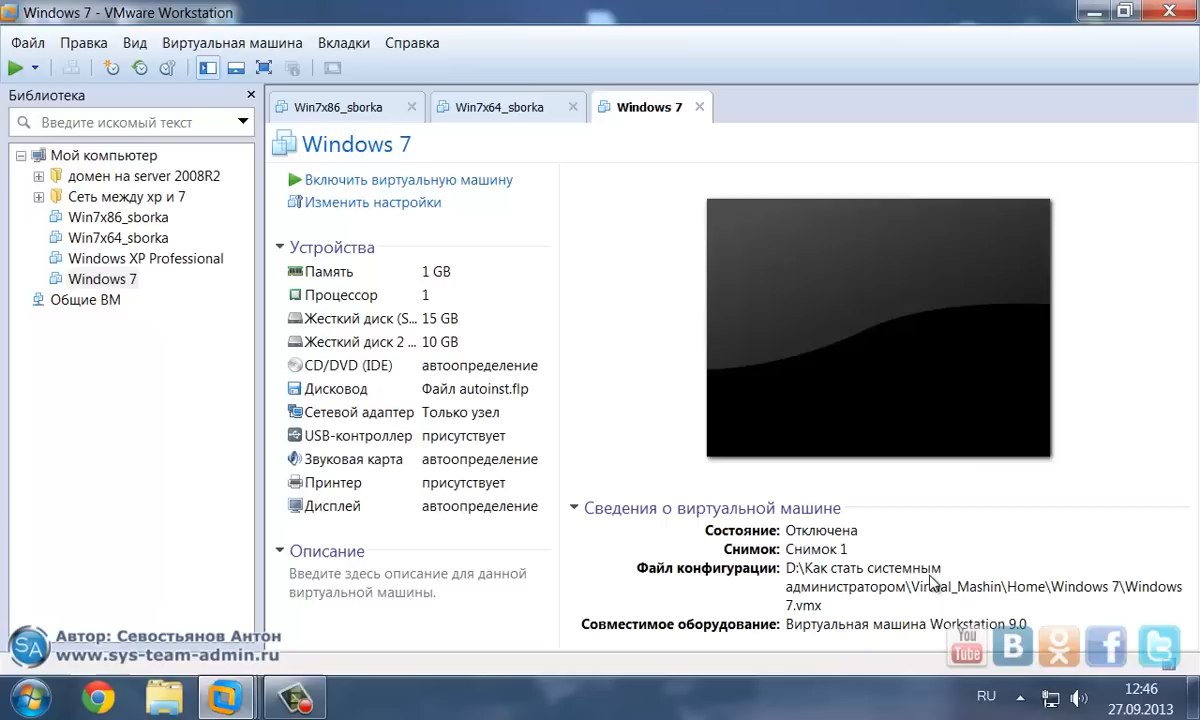 Windows 7 - VMware Workstation
Файл Правка Вид Виртуальная машина Вкладки Справка
Библиотека
Введите искомый текст
Мой компьютер
домен на server 2008R2
Сеть между xp и 7
Win7x86_sborka
Win7x64_sborka
Windows XP Professional
Windows 7
Общие ВМ
Win7x86_sborka Win7x64_sborka Windows 7
Windows 7
Включить виртуальную машину
Изменить настройки
Устройства
Память 1 GB
Процессор 1
Жесткий диск (S... 15 GB
Жесткий диск 2 ... 10 GB
CD/DVD (IDE) автоопределение
Дисковод Файл autoinst.flp
Сетевой адаптер Только узел
USB-контроллер присутствует
Звуковая карта автоопределение
Принтер присутствует
Дисплей автоопределение
Описание
Введите здесь описание для данной
виртуальной машины.
Сведения о виртуальной машине
Состояние: Отключена
Снимок: Снимок 1
Файл конфигурации: D:\Как стать системным
администратором\Virtual_Mashin\Home\Windows 7\Windows
7.vmx
Совместимое оборудование: Виртуальная машина Workstation 9.0
SA
Автор: Севостьянов Антон
www.sys-team-admin.ru
You
Tube
B
f
t
RU
12:46
27.09.2013